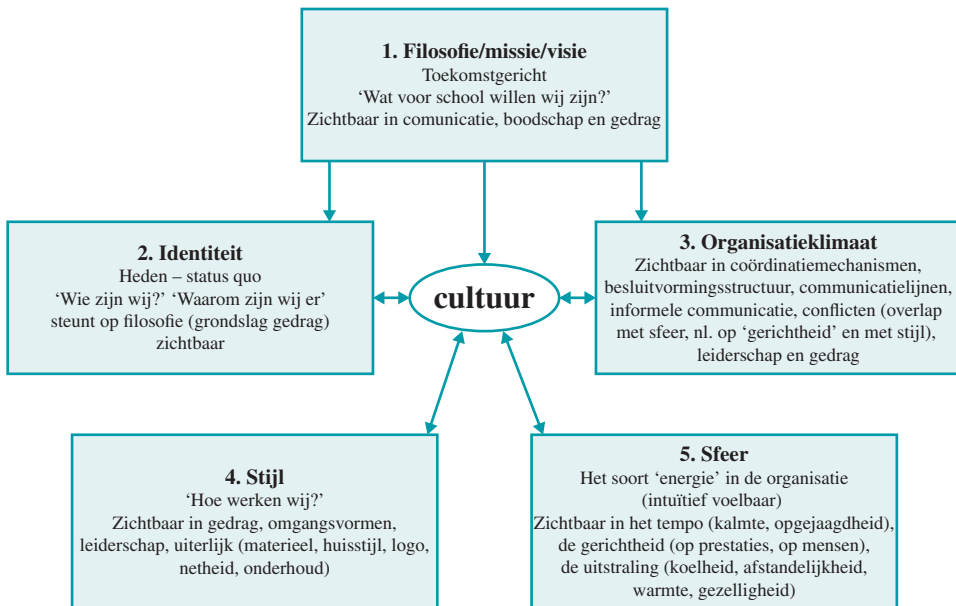 1. Filosofie/missie/visie
Toekomstgericht
‘Wat voor school willen wij zijn?’
Zichtbaar in comunicatie, boodschap en gedrag
2. Identiteit
Heden – status quo
‘Wie zijn wij?’ ‘Waarom zijn wij er’
steunt op filosofie (grondslag gedrag)
zichtbaar
cultuur
3. Organisatieklimaat
Zichtbaar in coördinatiemechanismen,
besluitvormingsstructuur, communicatielijnen,
informele communicatie, conflicten (overlap
met sfeer, nl. op ‘gerichtheid’ en met stijl),
leiderschap en gedrag
4. Stijl
‘Hoe werken wij?’
Zichtbaar in gedrag, omgangsvormen,
leiderschap, uiterlijk (materieel, huisstijl, logo,
netheid, onderhoud)
5. Sfeer
Het soort ‘energie’ in de organisatie
(intuïtief voelbaar)
Zichtbaar in het tempo (kalmte, opgejaagdheid),
de gerichtheid (op prestaties, op mensen),
de uitstraling (koelheid, afstandelijkheid,
warmte, gezelligheid)